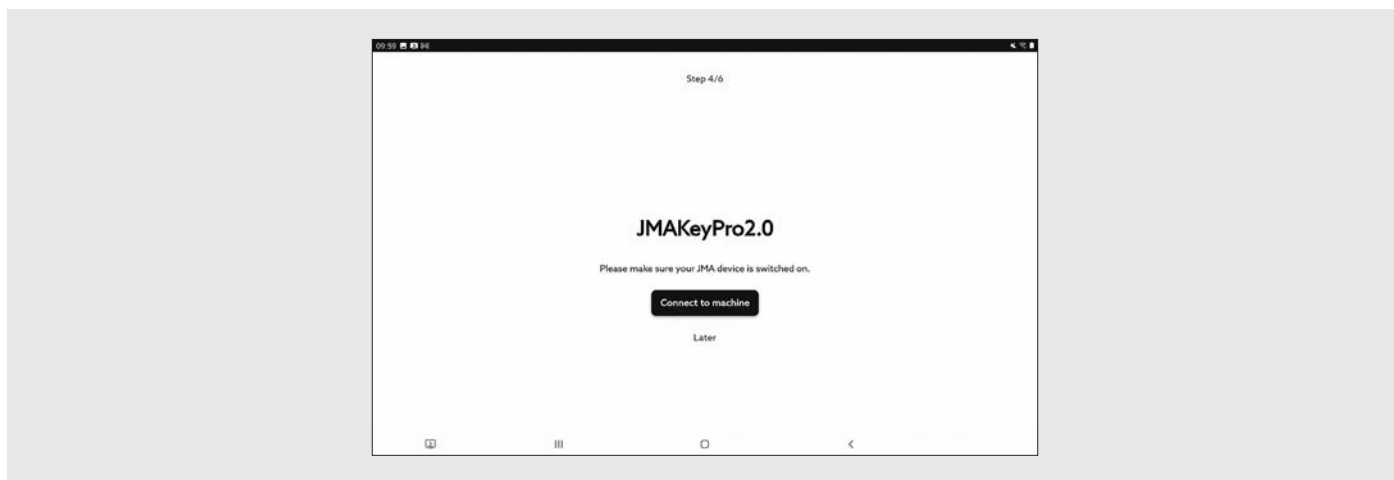 09:59
Step 4/6
JMAKeyPro2.0
Please make sure your JMA device is switched on.
Connect to machine
Later